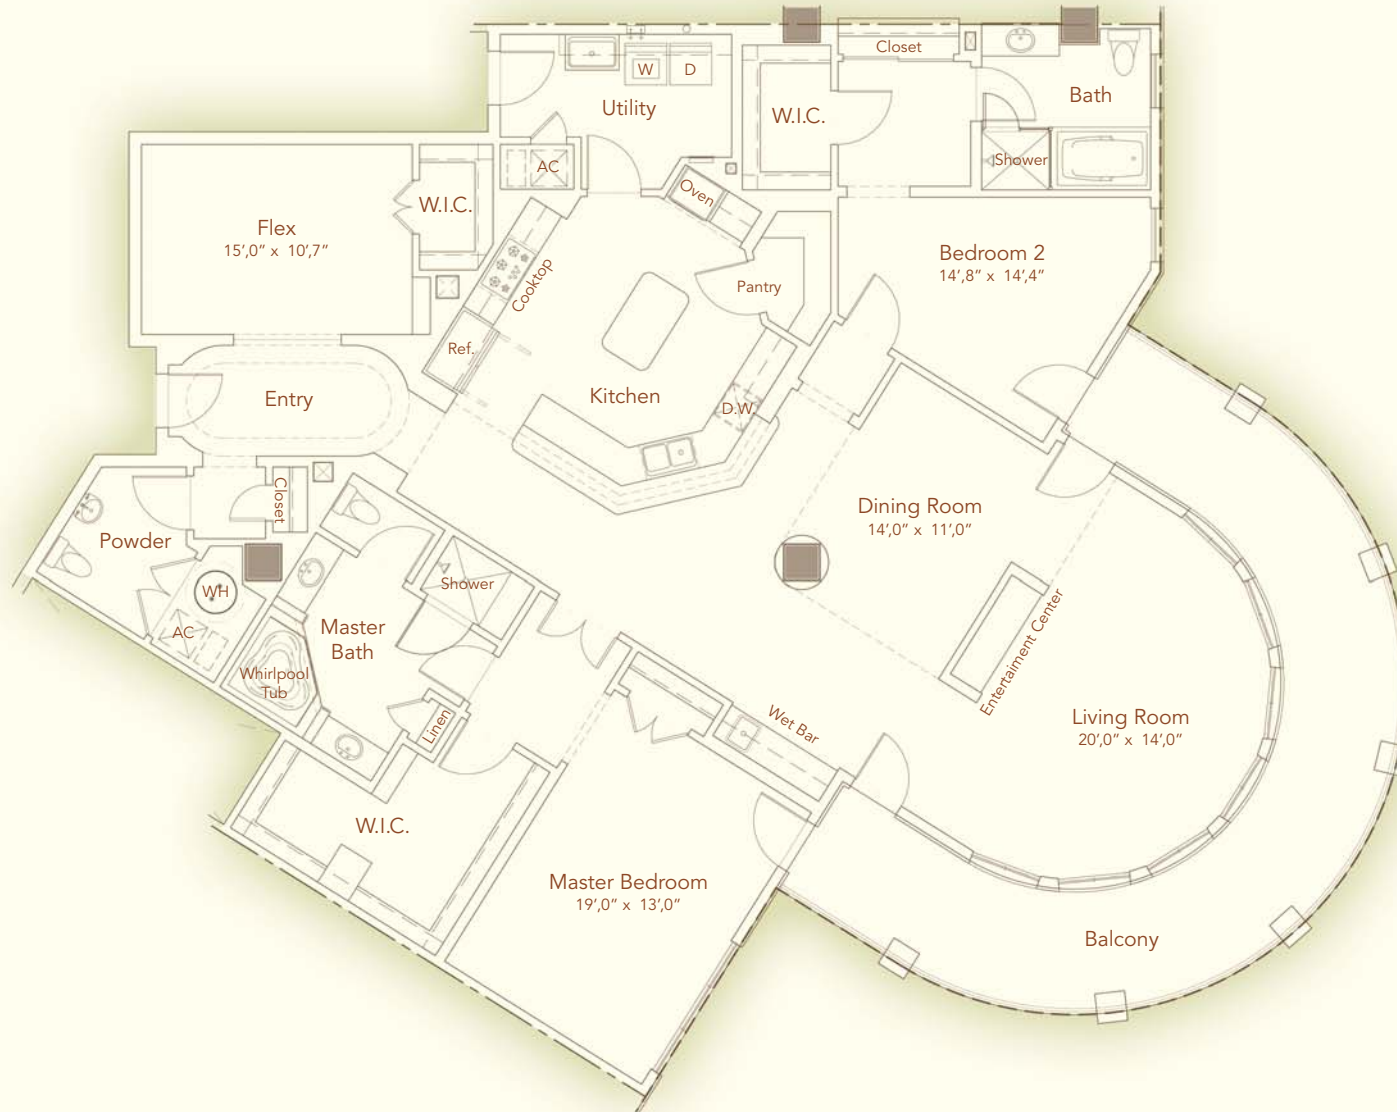 Closet
W
D
Utility
W.I.C.
Bath
Shower
AC
Oven
W.I.C.
Flex
15',0" x 10',7"
Bedroom 2
14',8" x 14',4"
Cooktop
Pantry
Ref.
Entry
Kitchen
D.W.
Closet
Dining Room
14',0" x 11',0"
Powder
WH
Shower
AC
Master
Bath
Whirlpool
Tub
Linen
Entertaiment Center
Wet Bar
Living Room
20',0" x 14',0"
W.I.C.
Master Bedroom
19',0" x 13',0"
Balcony